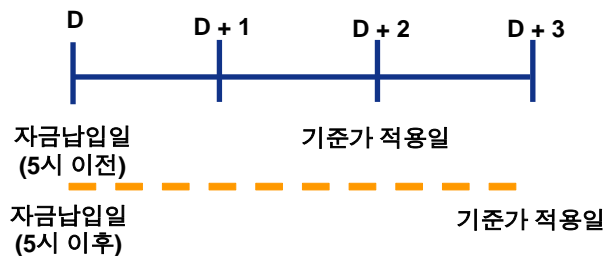 D D + 1 D + 2 D + 3
자금납입일 기준가 적용일
(5시 이전)
자금납입일 기준가 적용일
(5시 이후)